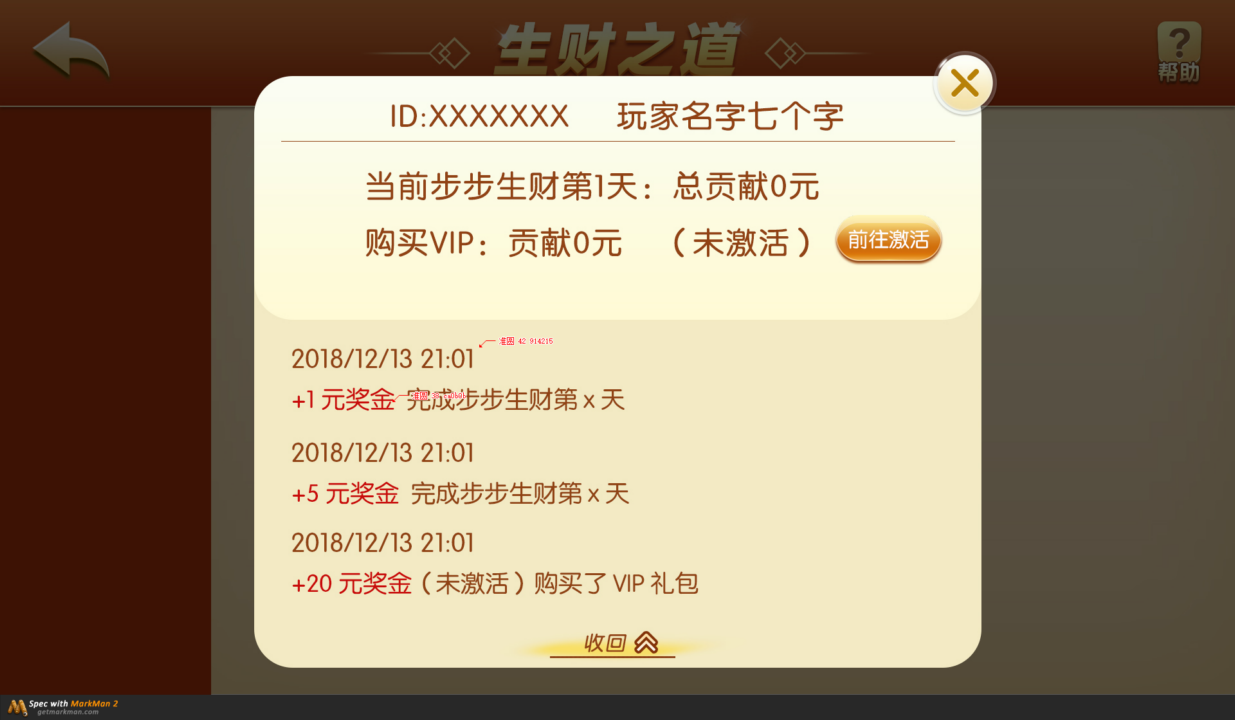 生财之道
帮助
ID:XXXXXXX 玩家名字七个字
当前步步生财第1天：总贡献0元
购买VIP：贡献0元 （未激活） 前往激活
2018/12/13 21:01
准圆 42 914215
+1 元奖金 完成步步生财第 x 天
2018/12/13 21:01
+5 元奖金 完成步步生财第 x 天
2018/12/13 21:01
+20 元奖金（未激活）购买了 VIP 礼包
收回
Spec with MarkMan 2
getmarkman.com